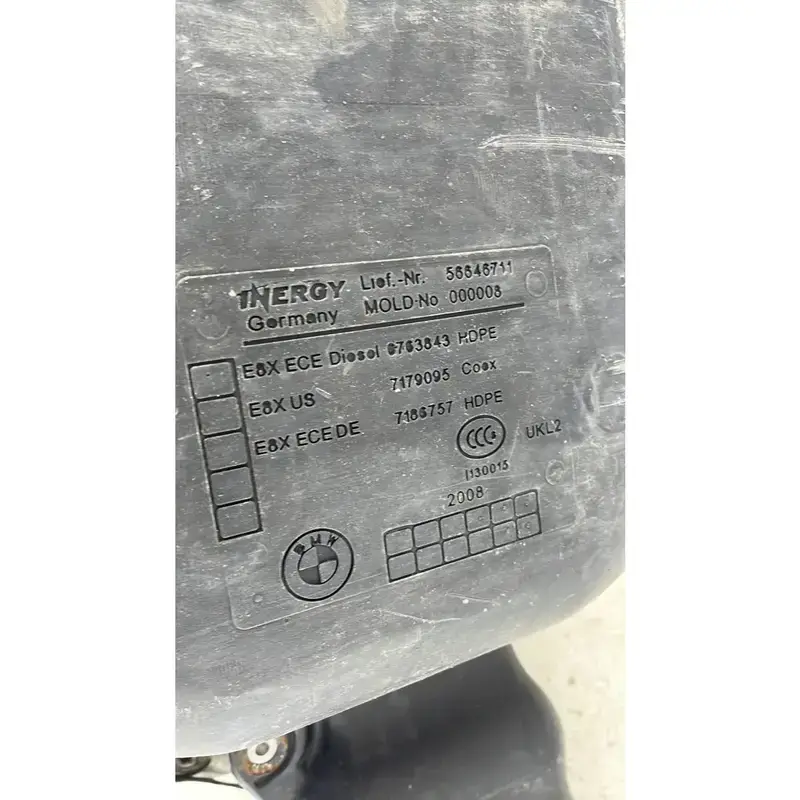 INERGY Lief.-Nr. 56646711
Germany MOLD-No 000008
E8X ECE Diesel 6763843 HDPE
E8X US 7179095 Coex
E8X ECE DE 7186757 HDPE
CCC UKL2
I130015
2008
BMW